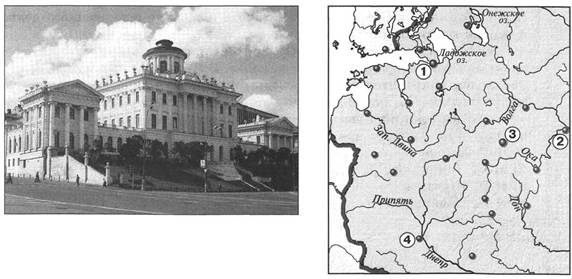 Онежское
оз.
Ладожское
оз.
1
Волга
3
2
Зап. Двина
Ока
Припять
Дон
4
Днепр